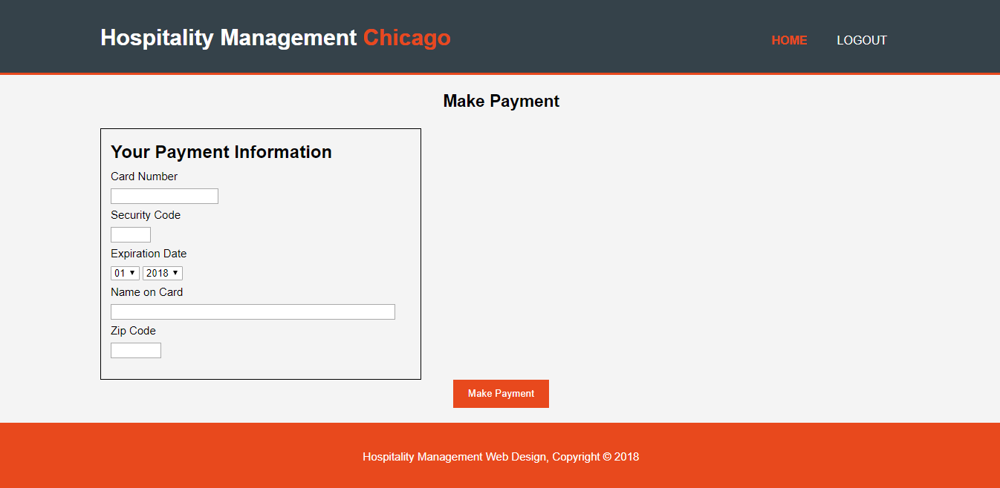 Hospitality Management Chicago
HOME LOGOUT
Make Payment
Your Payment Information
Card Number
Security Code
Expiration Date
01 2018
Name on Card
Zip Code
Make Payment
Hospitality Management Web Design, Copyright © 2018